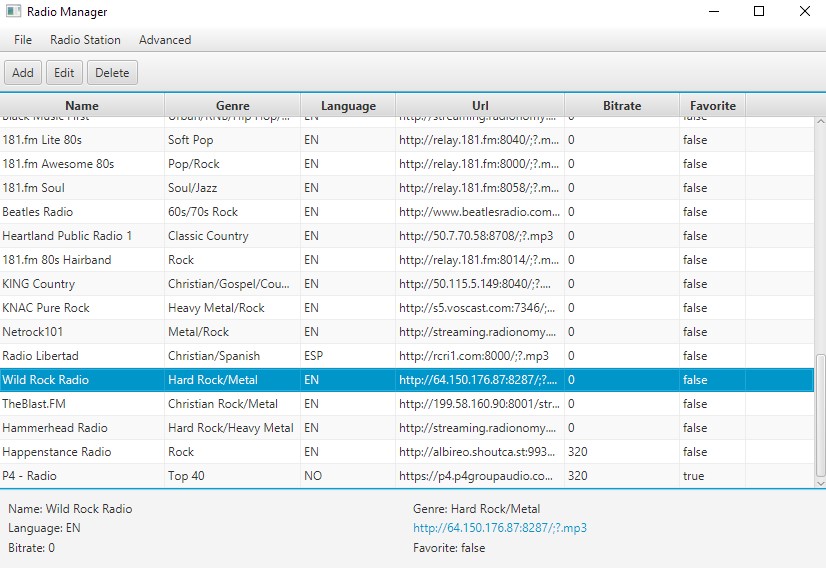 Radio Manager
File Radio Station Advanced
Add Edit Delete
Name Genre Language Url Bitrate Favorite
Black Music First Urban/RNB/Hip Hop/... EN http://streaming.radionomy.... 0 false
181.fm Lite 80s Soft Pop EN http://relay.181.fm:8040/;?.m... 0 false
181.fm Awesome 80s Pop/Rock EN http://relay.181.fm:8000/;?.m... 0 false
181.fm Soul Soul/Jazz EN http://relay.181.fm:8058/;?.m... 0 false
Beatles Radio 60s/70s Rock EN http://www.beatlesradio.com... 0 false
Heartland Public Radio 1 Classic Country EN http://50.7.70.58:8708/;?.mp3 0 false
181.fm 80s Hairband Rock EN http://relay.181.fm:8014/;?.m... 0 false
KING Country Christian/Gospel/Cou... EN http://50.115.5.149:8040/;?.... 0 false
KNAC Pure Rock Heavy Metal/Rock EN http://s5.voscast.com:7346/;... 0 false
Netrock101 Metal/Rock EN http://streaming.radionomy.... 0 false
Radio Libertad Christian/Spanish ESP http://rcri1.com:8000/;?.mp3 0 false
Wild Rock Radio Hard Rock/Metal EN http://64.150.176.87:8287/;?.... 0 false
TheBlast.FM Christian Rock/Metal EN http://199.58.160.90:8001/str... 0 false
Hammerhead Radio Hard Rock/Heavy Metal EN http://streaming.radionomy.... 0 false
Happenstance Radio Rock EN http://albireo.shoutca.st:993... 320 false
P4 - Radio Top 40 NO https://p4.p4groupaudio.co... 320 true
Name: Wild Rock Radio Genre: Hard Rock/Metal
Language: EN http://64.150.176.87:8287/;?.mp3
Bitrate: 0 Favorite: false